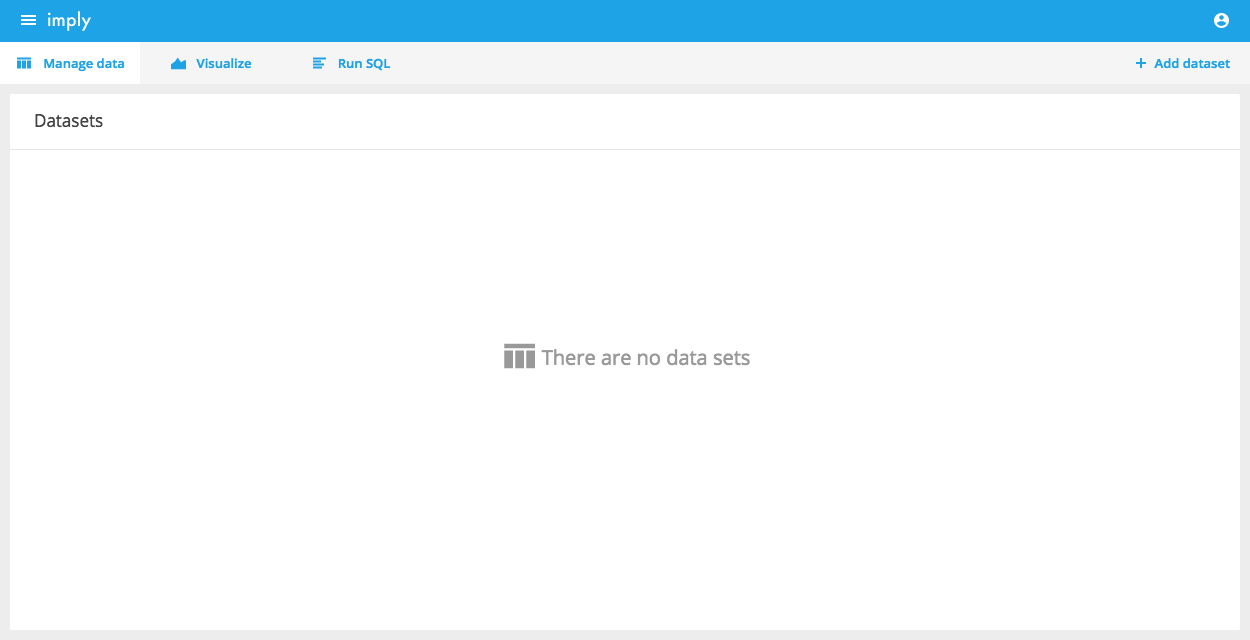 imply
Manage data
Visualize
Run SQL
Add dataset
Datasets
There are no data sets